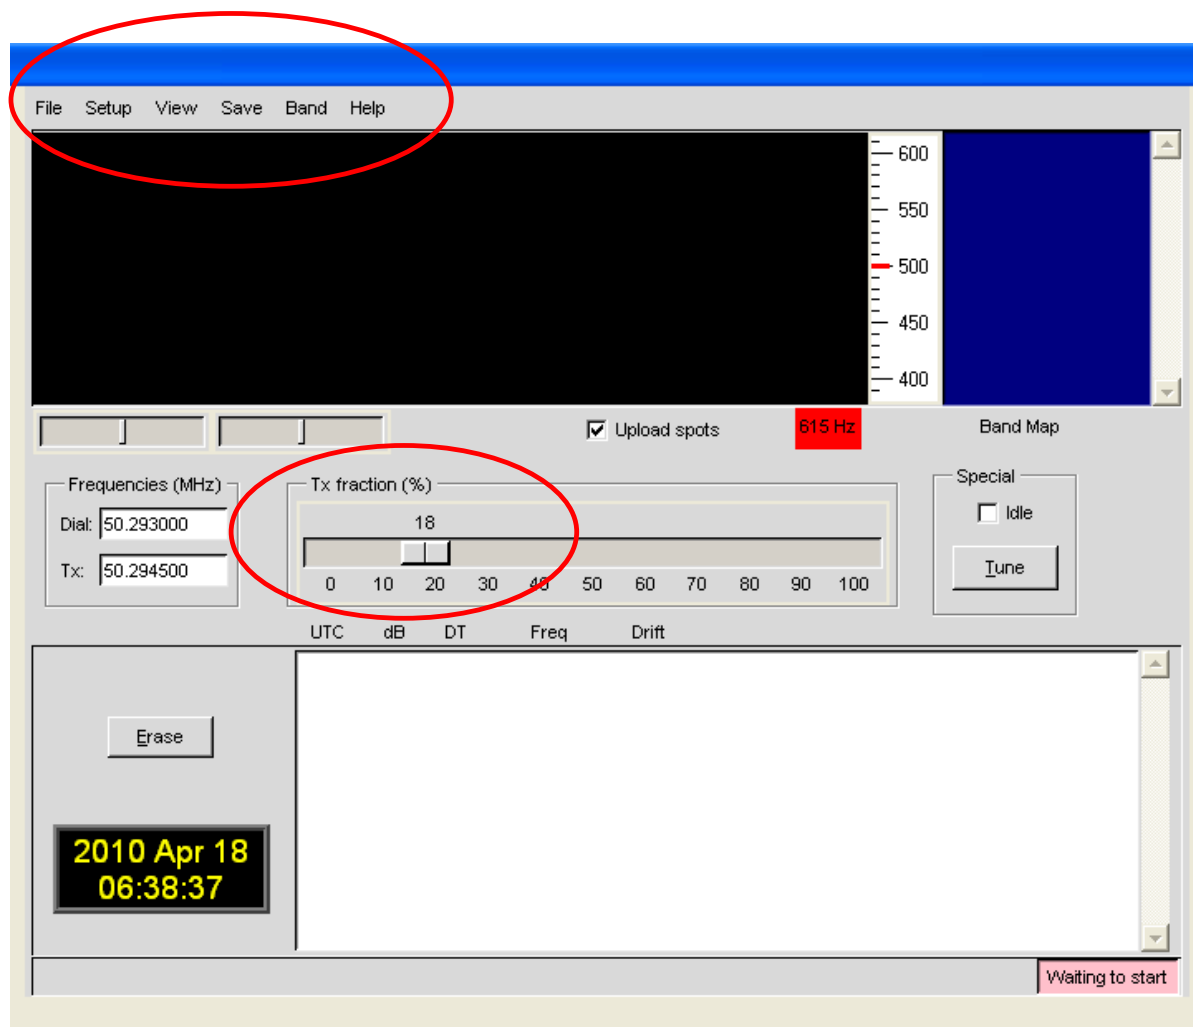 File Setup View Save Band Help
600
550
500
450
400
Upload spots 615 Hz Band Map
Frequencies (MHz) Tx fraction (%) Special
Dial: 50.293000 18 Idle
Tx: 50.294500 Tune
0 10 20 30 40 50 60 70 80 90 100
UTC dB DT Freq Drift
Erase
2010 Apr 18
06:38:37
Waiting to start